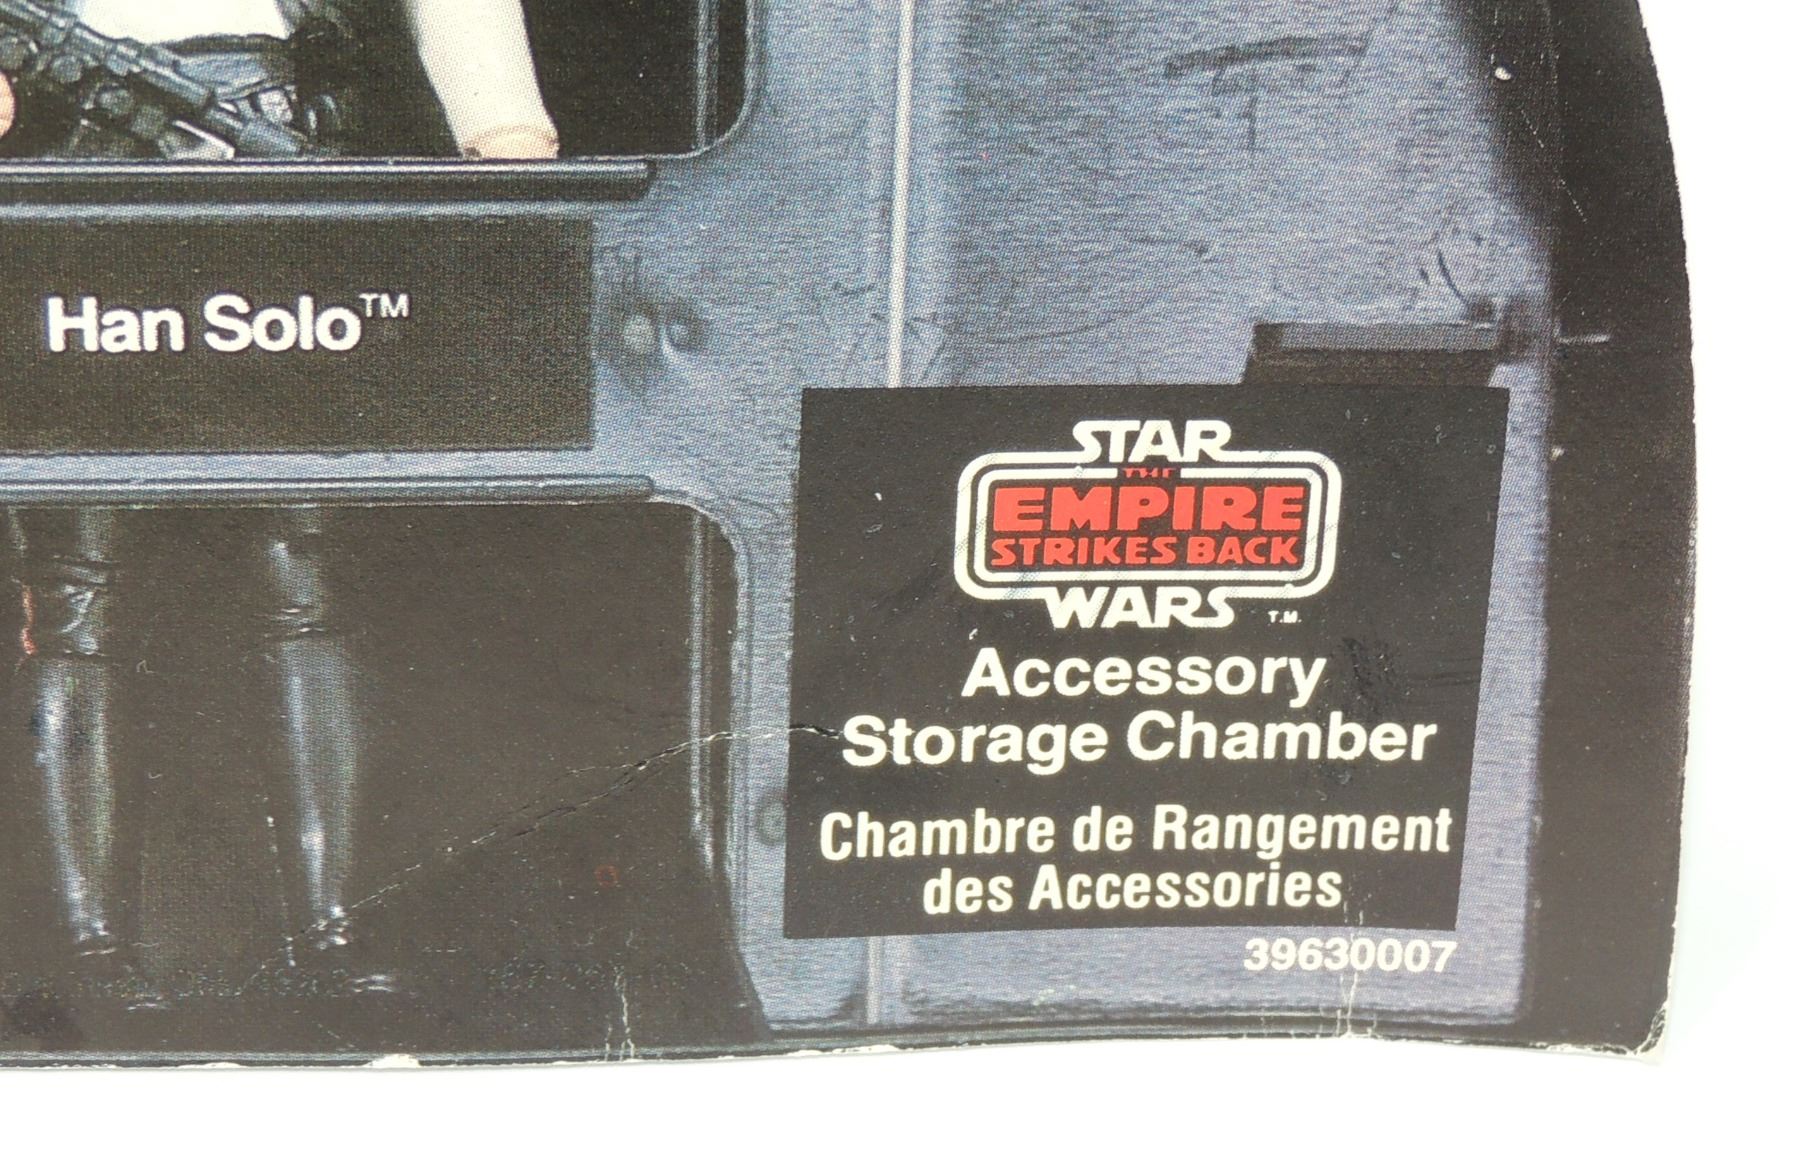 Han Solo™
STAR
THE
EMPIRE
STRIKES BACK
WARS T.M.
Accessory
Storage Chamber
Chambre de Rangement
des Accessories
39630007